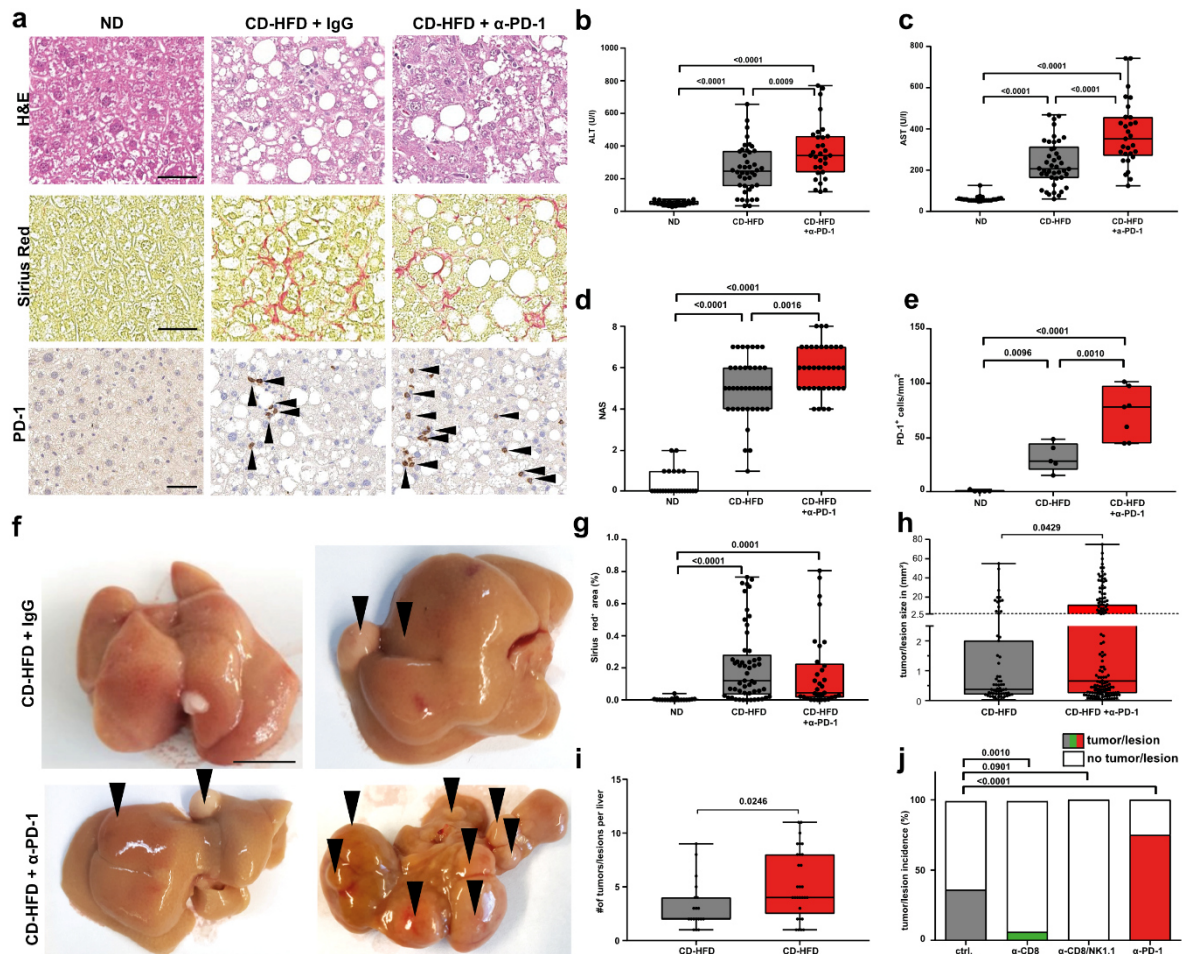 a
ND
CD-HFD + IgG
CD-HFD + α-PD-1
H&E
Sirius Red
PD-1
b
ALT (U/l)
1000
800
600
400
200
0
<0.0001
<0.0001
0.0009
ND
CD-HFD
CD-HFD
+α-PD-1
c
AST (U/l)
800
600
400
200
0
<0.0001
<0.0001
<0.0001
ND
CD-HFD
CD-HFD
+a-PD-1
d
NAS
8
6
4
2
0
<0.0001
<0.0001
0.0016
ND
CD-HFD
CD-HFD
+α-PD-1
e
PD-1⁺ cells/mm²
150
100
50
0
<0.0001
0.0096
0.0010
ND
CD-HFD
CD-HFD
+α-PD-1
f
CD-HFD + IgG
CD-HFD + α-PD-1
g
Sirius red⁺ area (%)
1.0
0.8
0.6
0.4
0.2
0.0
0.0001
<0.0001
ND
CD-HFD
CD-HFD
+α-PD-1
h
tumor/lesion size in (mm²)
80
60
40
20
2.5
2
1
1
0
0.0429
CD-HFD
CD-HFD +α-PD-1
i
#of tumors/lesions per liver
15
10
5
0
0.0246
CD-HFD
CD-HFD
j
tumor/lesion
no tumor/lesion
0.0010
0.0901
<0.0001
tumor/lesion incidence (%)
100
50
0
ctrl.
α-CD8
α-CD8/NK1.1
α-PD-1